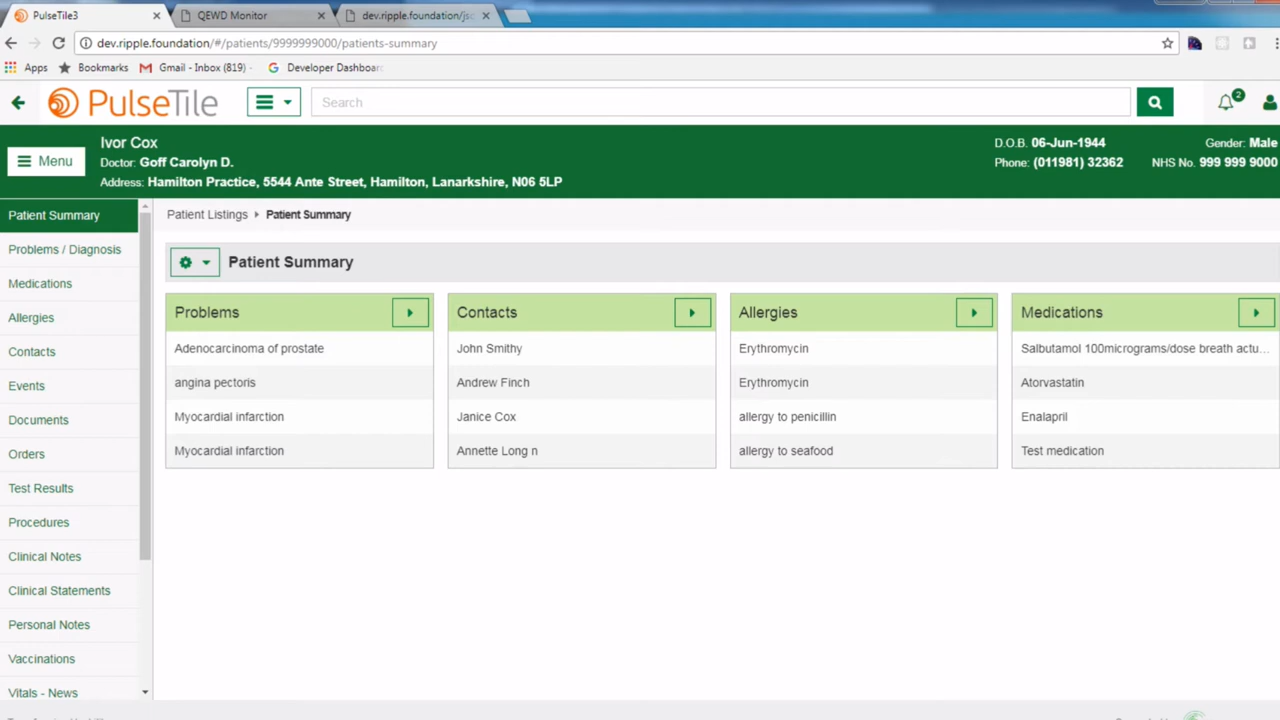 PulseTile3
QEWD Monitor
dev.ripple.foundation/jsc
dev.ripple.foundation/#/patients/9999999000/patients-summary
Apps
Bookmarks
Gmail - Inbox (819)
Developer Dashboar
PulseTile
Search
2
Menu
Ivor Cox
Doctor: Goff Carolyn D.
Address: Hamilton Practice, 5544 Ante Street, Hamilton, Lanarkshire, N06 5LP
D.O.B. 06-Jun-1944
Gender: Male
Phone: (011981) 32362
NHS No. 999 999 9000
Patient Summary
Problems / Diagnosis
Medications
Allergies
Contacts
Events
Documents
Orders
Test Results
Procedures
Clinical Notes
Clinical Statements
Personal Notes
Vaccinations
Vitals - News
Patient Listings
Patient Summary
Patient Summary
Problems
Adenocarcinoma of prostate
angina pectoris
Myocardial infarction
Myocardial infarction
Contacts
John Smithy
Andrew Finch
Janice Cox
Annette Long n
Allergies
Erythromycin
Erythromycin
allergy to penicillin
allergy to seafood
Medications
Salbutamol 100micrograms/dose breath actu...
Atorvastatin
Enalapril
Test medication